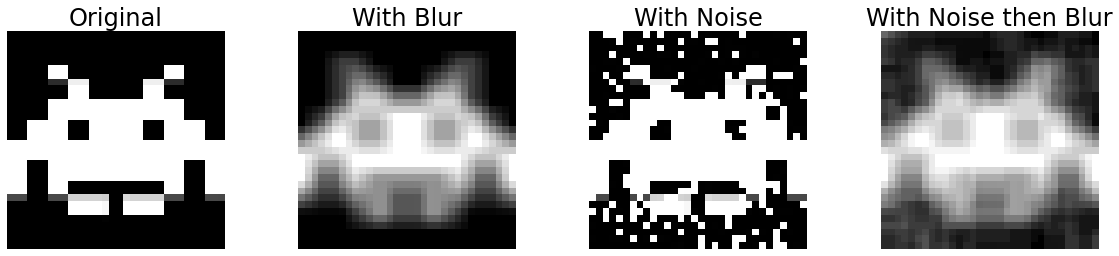 Original
With Blur
With Noise
With Noise then Blur